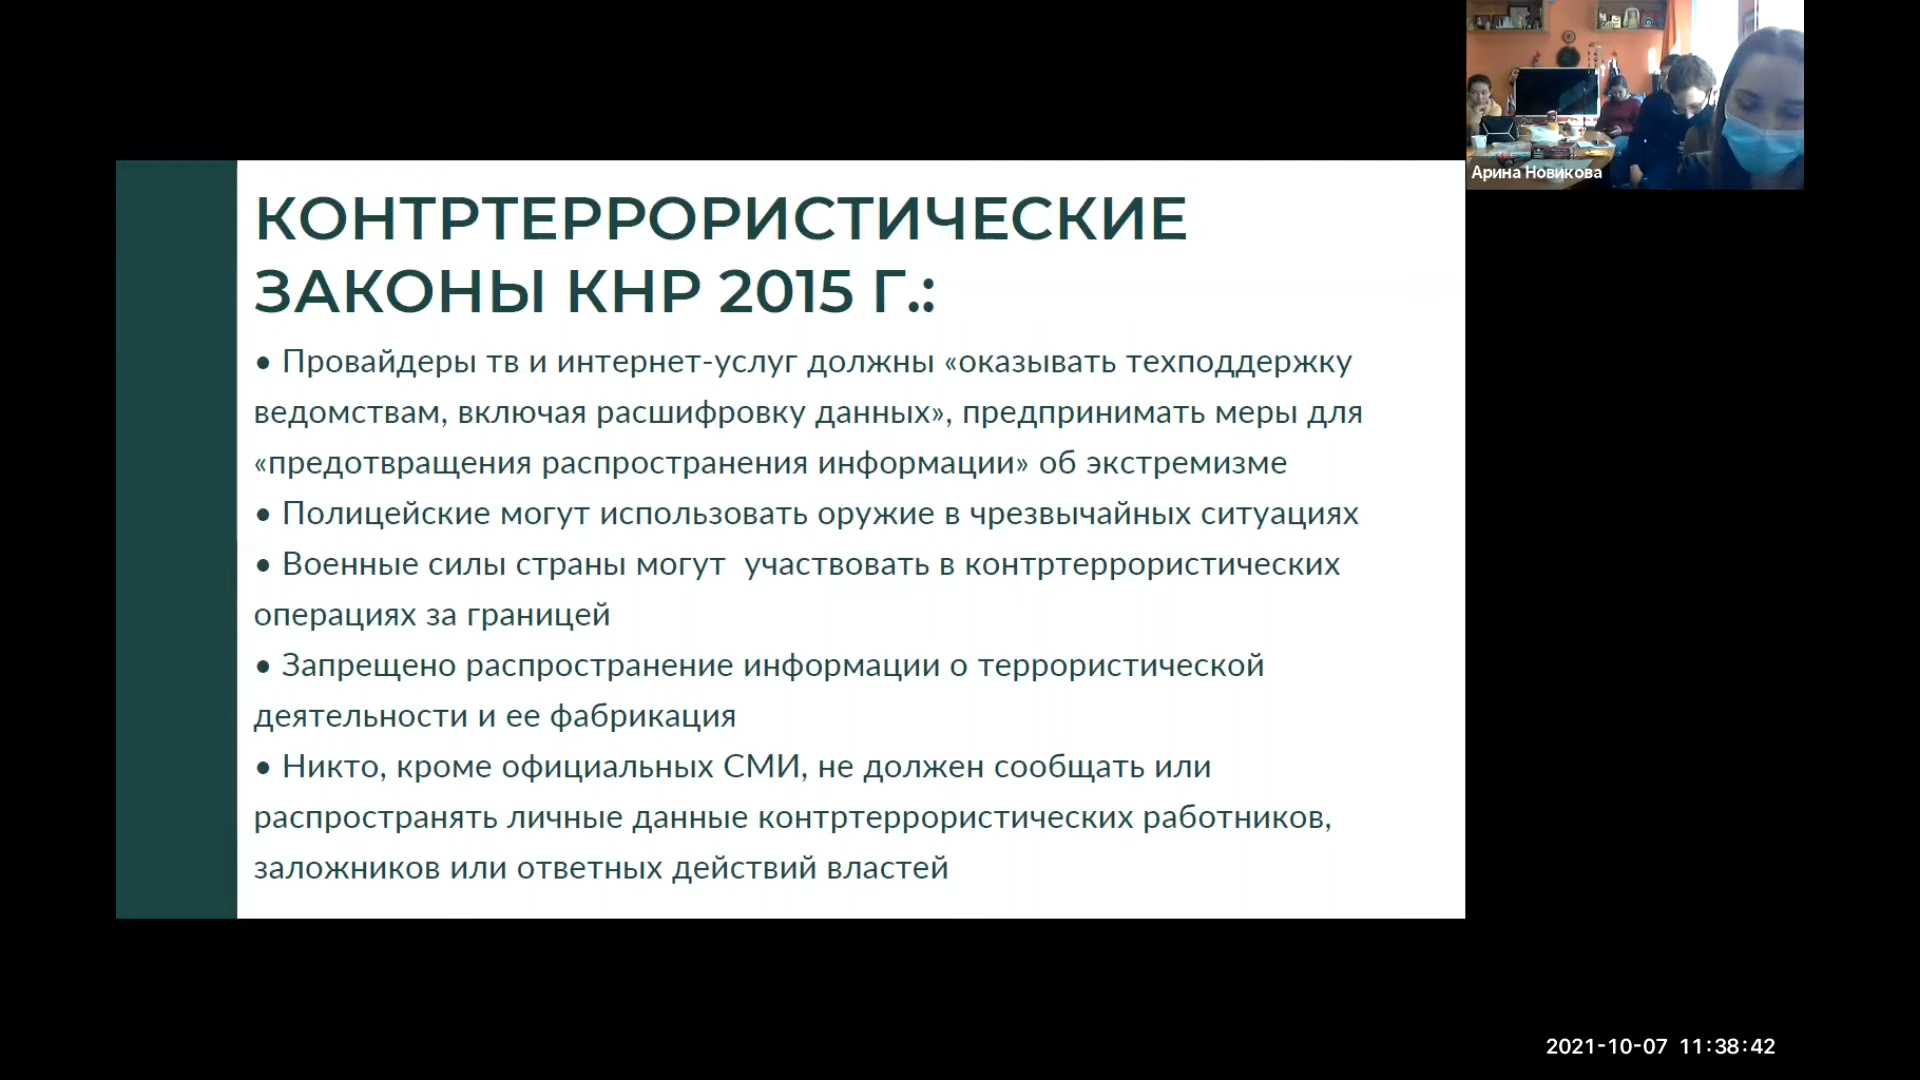 Арина Новикова
КОНТРТЕРРОРИСТИЧЕСКИЕ
ЗАКОНЫ КНР 2015 Г.:
• Провайдеры тв и интернет-услуг должны «оказывать техподдержку
ведомствам, включая расшифровку данных», предпринимать меры для
«предотвращения распространения информации» об экстремизме
• Полицейские могут использовать оружие в чрезвычайных ситуациях
• Военные силы страны могут  участвовать в контртеррористических
операциях за границей
• Запрещено распространение информации о террористической
деятельности и ее фабрикация
• Никто, кроме официальных СМИ, не должен сообщать или
распространять личные данные контртеррористических работников,
заложников или ответных действий властей
2021-10-07 11:38:42